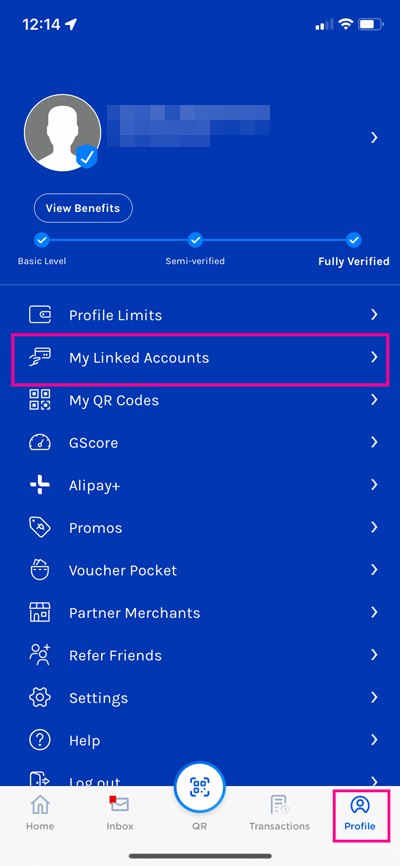 12:14
View Benefits
Basic Level
Semi-verified
Fully Verified
Profile Limits
My Linked Accounts
My QR Codes
GScore
Alipay+
Promos
Voucher Pocket
Partner Merchants
Refer Friends
Settings
Help
Log out
Home
Inbox
QR
Transactions
Profile